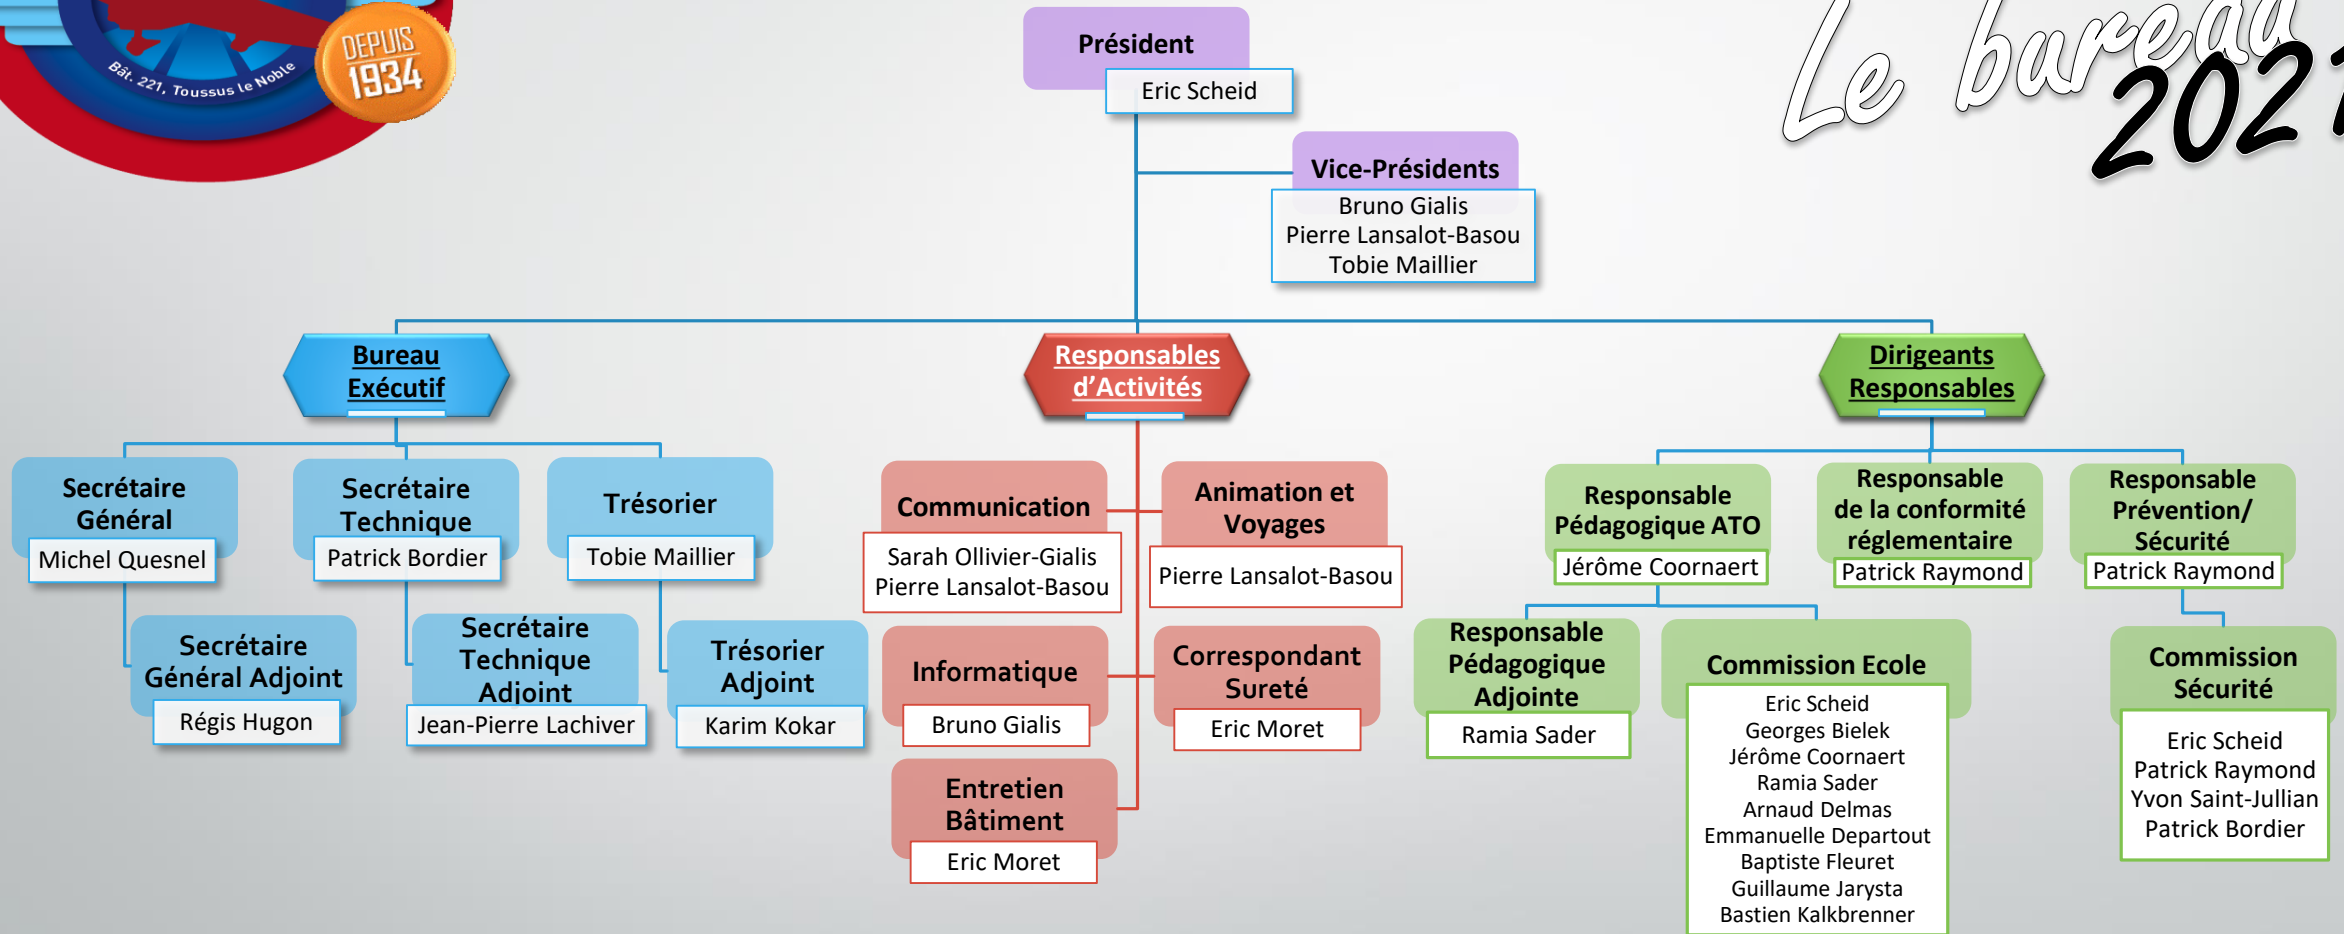 DEPUIS
1934
Bât. 221, Toussus le Noble
Le bureau
2021
Président
Eric Scheid
Vice-Présidents
Bruno Gialis
Pierre Lansalot-Basou
Tobie Maillier
Bureau
Exécutif
Responsables
d’Activités
Dirigeants
Responsables
Secrétaire
Général
Michel Quesnel
Secrétaire
Technique
Patrick Bordier
Trésorier
Tobie Maillier
Secrétaire
Général Adjoint
Régis Hugon
Secrétaire
Technique
Adjoint
Jean-Pierre Lachiver
Trésorier
Adjoint
Karim Kokar
Communication
Sarah Ollivier-Gialis
Pierre Lansalot-Basou
Animation et
Voyages
Pierre Lansalot-Basou
Informatique
Bruno Gialis
Correspondant
Sureté
Eric Moret
Entretien
Bâtiment
Eric Moret
Responsable
Pédagogique ATO
Jérôme Coornaert
Responsable
de la conformité
réglementaire
Patrick Raymond
Responsable
Prévention/
Sécurité
Patrick Raymond
Responsable
Pédagogique
Adjointe
Ramia Sader
Commission Ecole
Eric Scheid
Georges Bielek
Jérôme Coornaert
Ramia Sader
Arnaud Delmas
Emmanuelle Departout
Baptiste Fleuret
Guillaume Jarysta
Bastien Kalkbrenner
Commission
Sécurité
Eric Scheid
Patrick Raymond
Yvon Saint-Jullian
Patrick Bordier